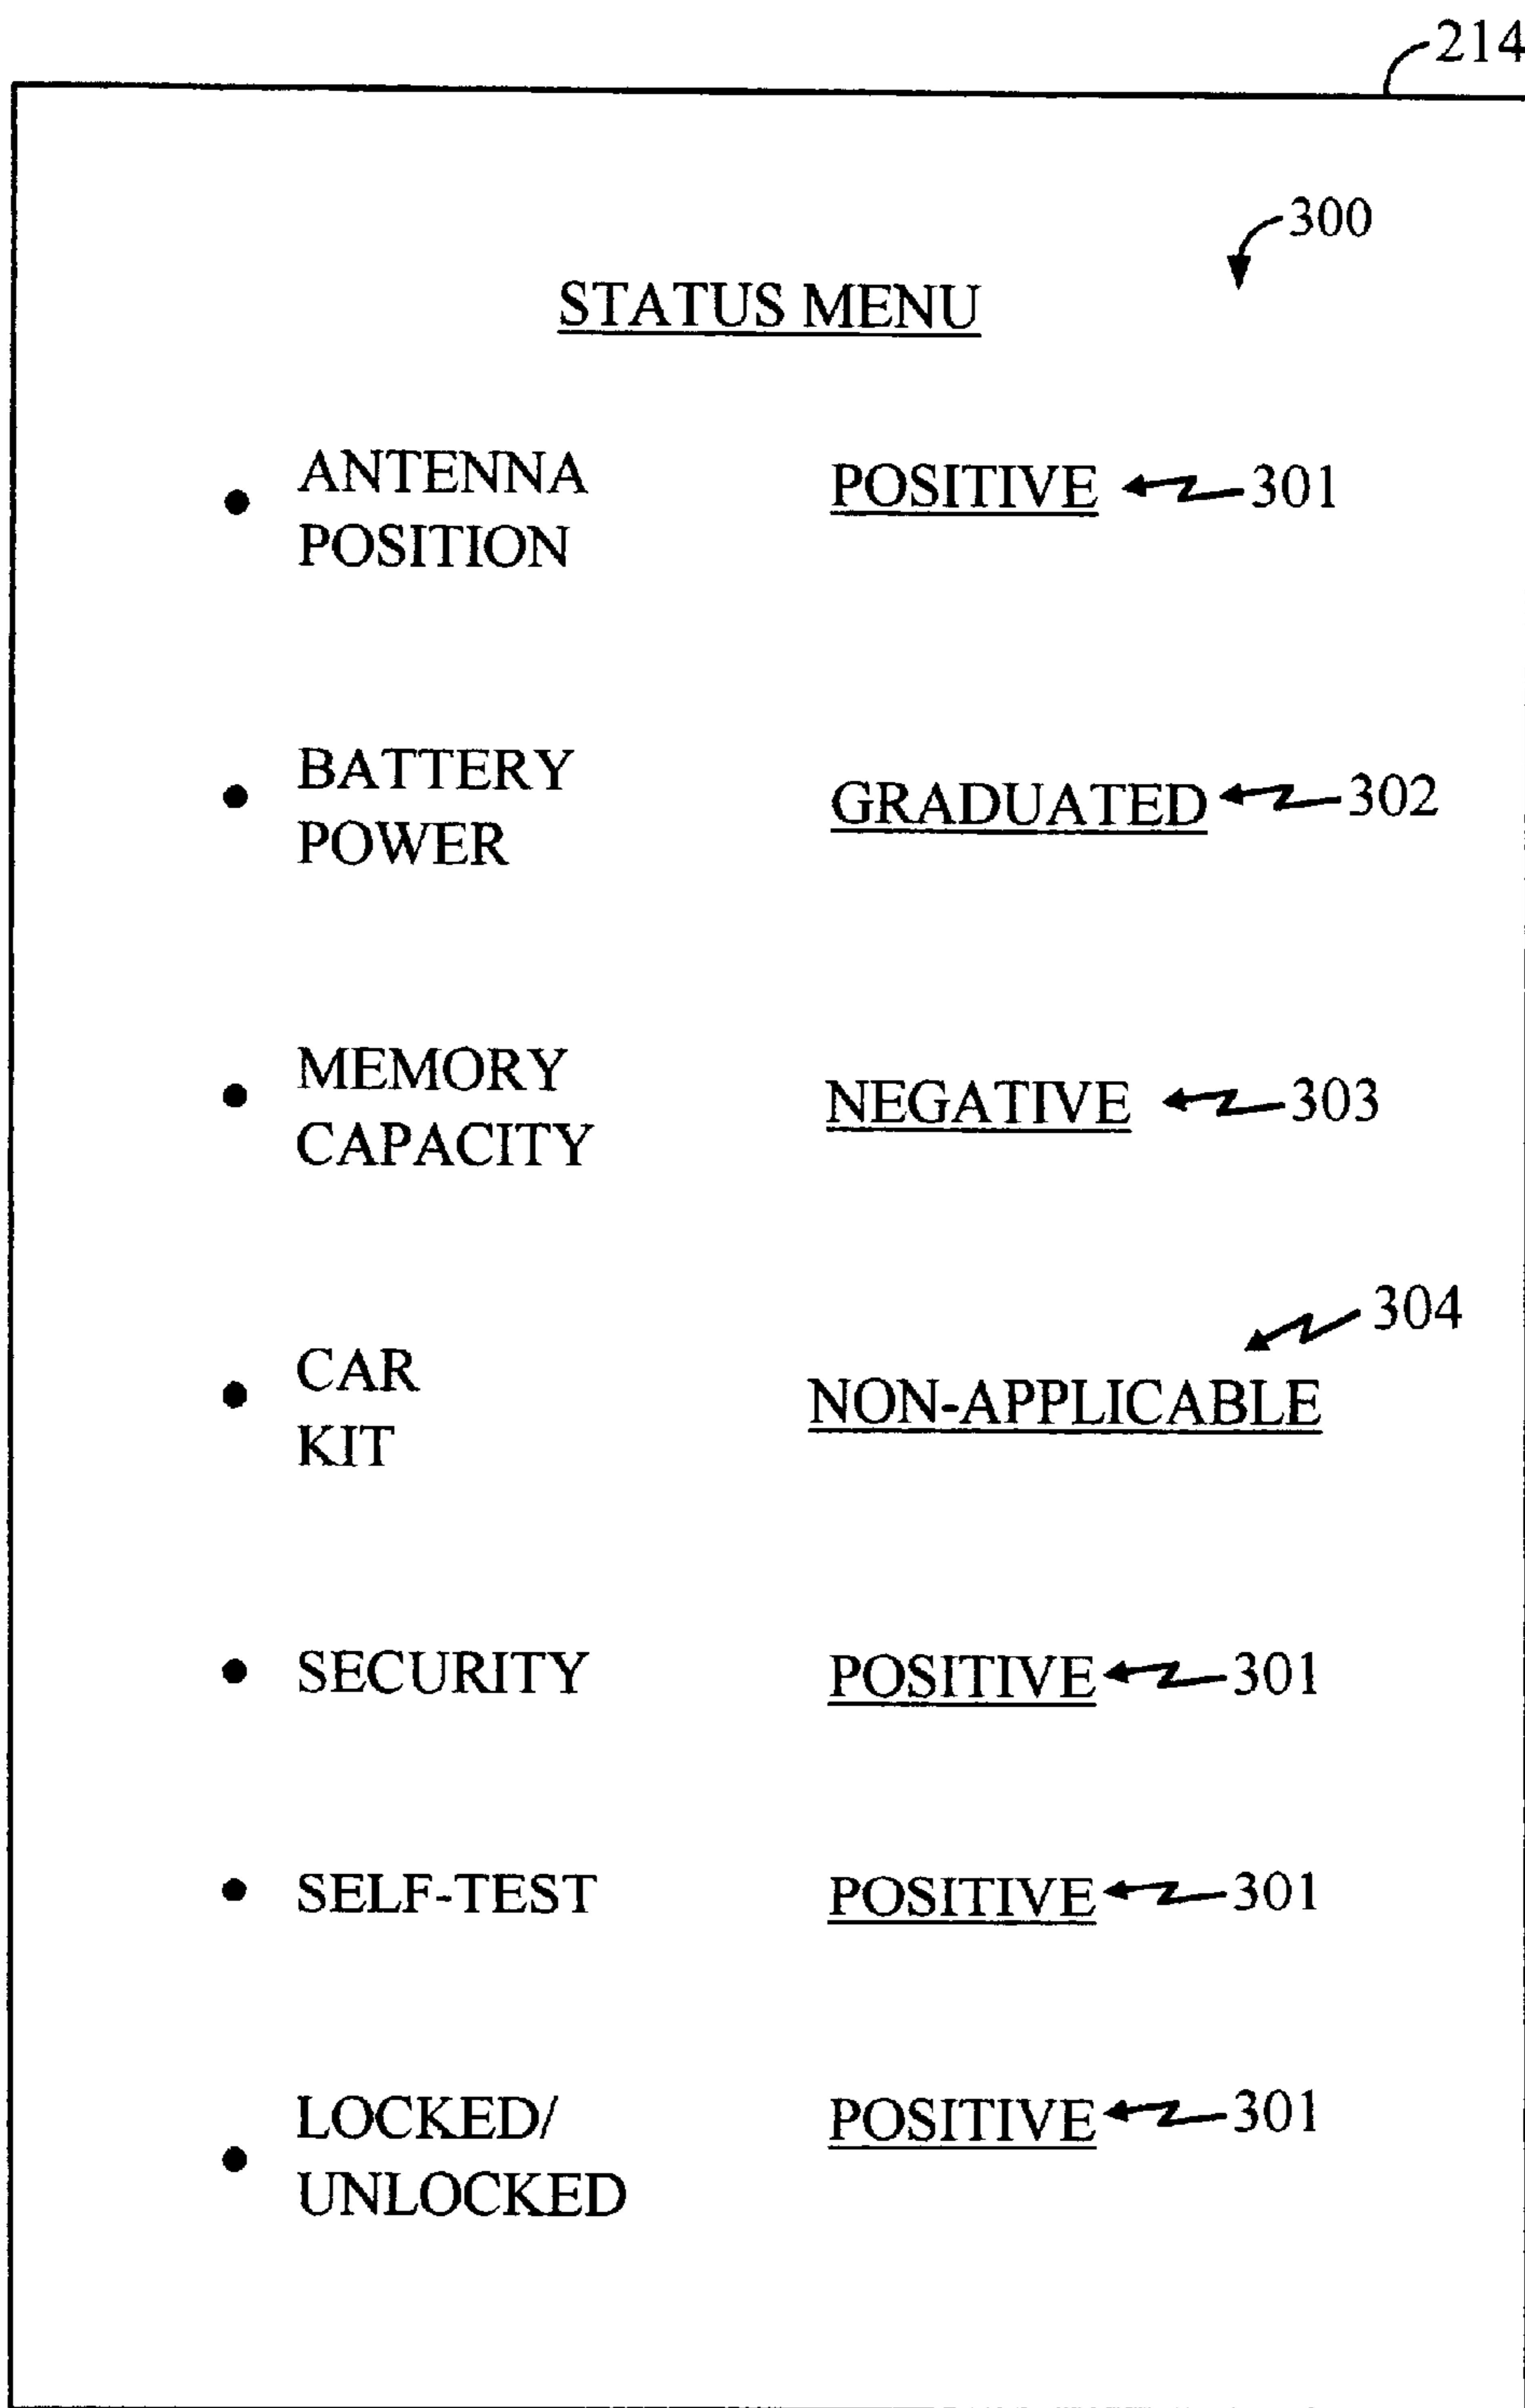 214
300
STATUS MENU
• ANTENNA
POSITION
POSITIVE 301
• BATTERY
POWER
GRADUATED 302
• MEMORY
CAPACITY
NEGATIVE 303
304
• CAR
KIT
NON-APPLICABLE
• SECURITY POSITIVE 301
• SELF-TEST POSITIVE 301
• LOCKED/
UNLOCKED
POSITIVE 301